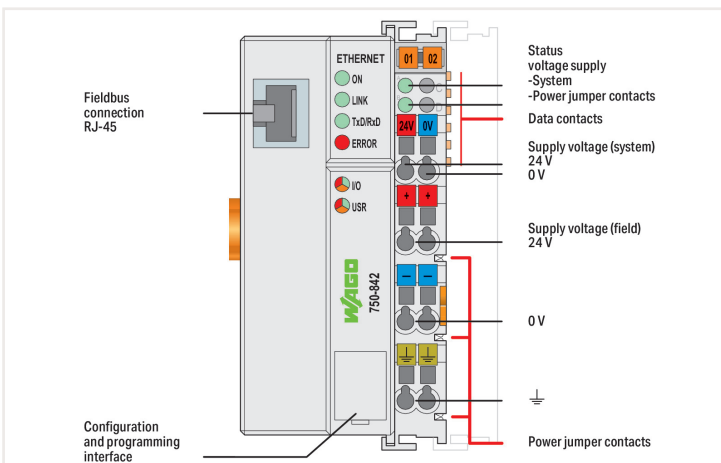 Fieldbus
connection
RJ-45
Configuration
and programming
interface
ETHERNET
ON
LINK
TxD/RxD
ERROR
I/O
USR
WAGO
750-842
01 02
C
D
24V 0V
+ +
– –
Status
voltage supply
-System
-Power jumper contacts
Data contacts
Supply voltage (system)
24 V
0 V
Supply voltage (field)
24 V
0 V
Power jumper contacts